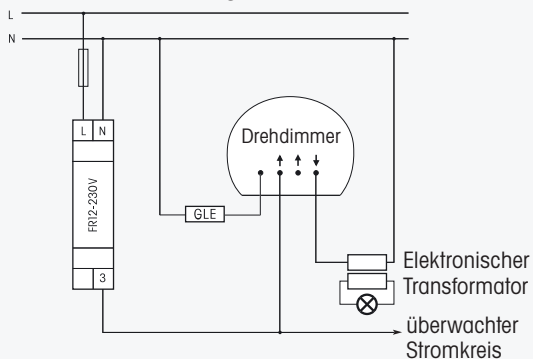 L
N
L N
Drehdimmer
FR12-230V
GLE
3
Elektronischer
Transformator
überwachter
Stromkreis